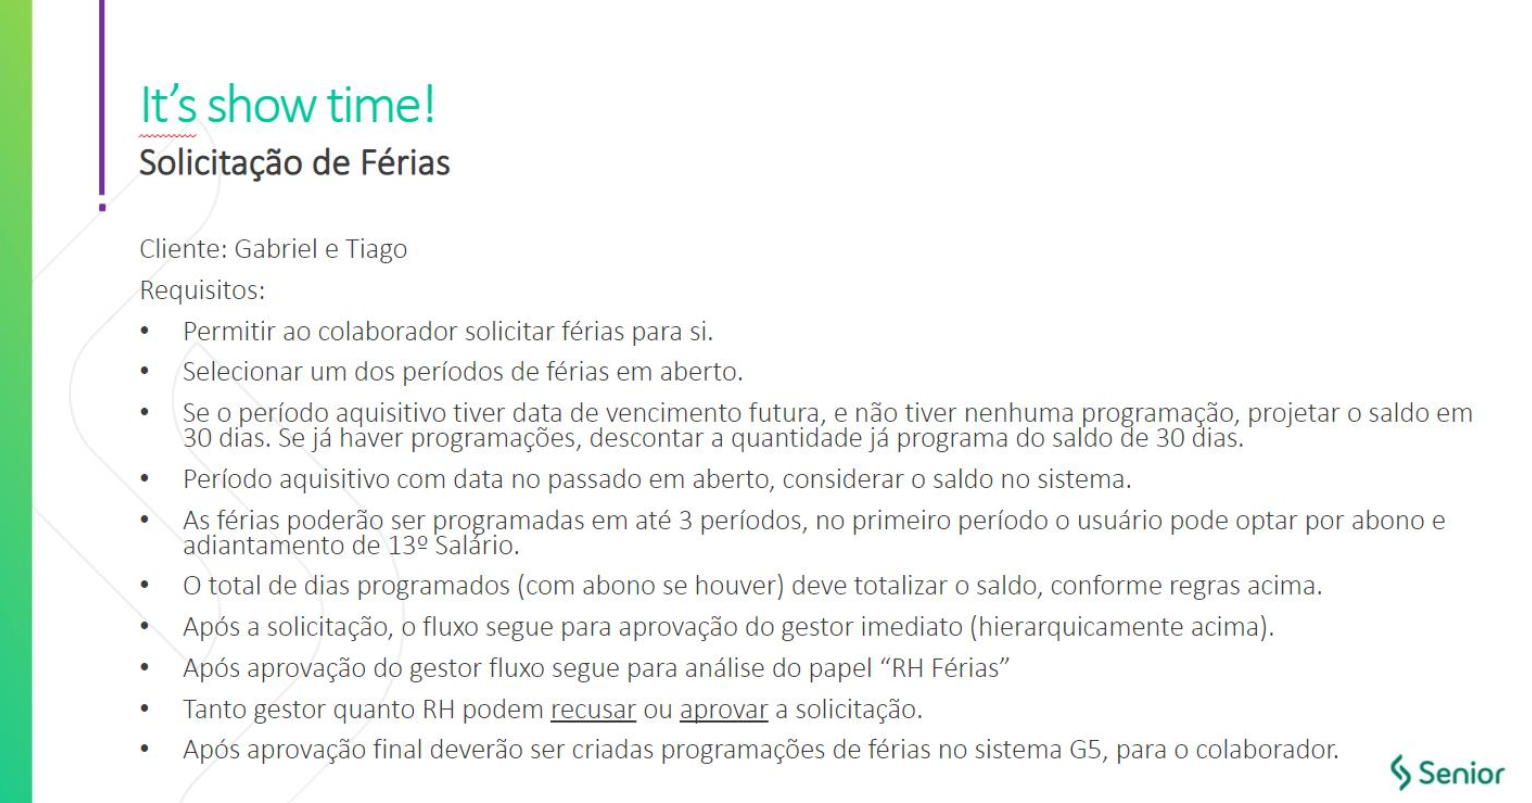 It's show time!
Solicitação de Férias
Cliente: Gabriel e Tiago
Requisitos:
• Permitir ao colaborador solicitar férias para si.
• Selecionar um dos períodos de férias em aberto.
• Se o período aquisitivo tiver data de vencimento futura, e não tiver nenhuma programação, projetar o saldo em
30 dias. Se já haver programações, descontar a quantidade já programa do saldo de 30 dias.
• Período aquisitivo com data no passado em aberto, considerar o saldo no sistema.
• As férias poderão ser programadas em até 3 períodos, no primeiro período o usuário pode optar por abono e
adiantamento de 13º Salário.
• O total de dias programados (com abono se houver) deve totalizar o saldo, conforme regras acima.
• Após a solicitação, o fluxo segue para aprovação do gestor imediato (hierarquicamente acima).
• Após aprovação do gestor fluxo segue para análise do papel “RH Férias”
• Tanto gestor quanto RH podem recusar ou aprovar a solicitação.
• Após aprovação final deverão ser criadas programações de férias no sistema G5, para o colaborador.
Senior